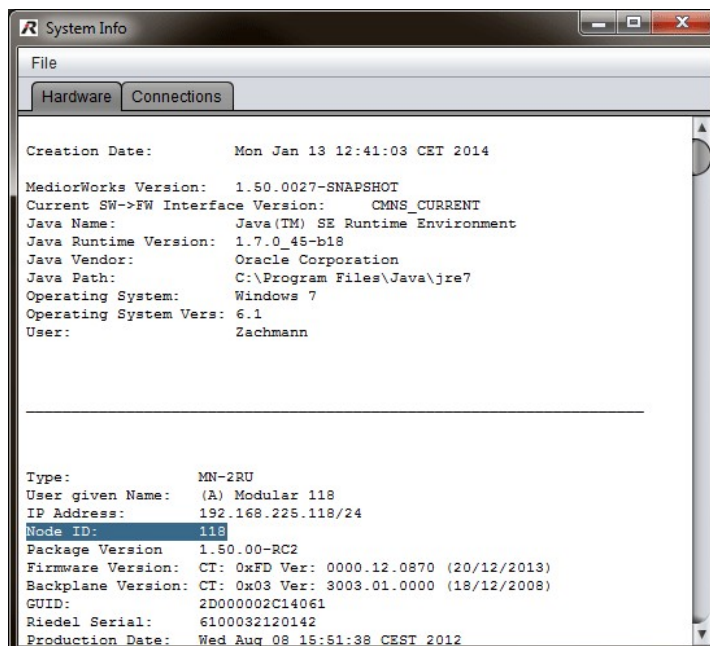 System Info
File
Hardware Connections
Creation Date: Mon Jan 13 12:41:03 CET 2014
MediorWorks Version: 1.50.0027-SNAPSHOT
Current SW->FW Interface Version: CMNS_CURRENT
Java Name: Java(TM) SE Runtime Environment
Java Runtime Version: 1.7.0_45-b18
Java Vendor: Oracle Corporation
Java Path: C:\Program Files\Java\jre7
Operating System: Windows 7
Operating System Vers: 6.1
User: Zachmann
Type: MN-2RU
User given Name: (A) Modular 118
IP Address: 192.168.225.118/24
Node ID: 118
Package Version 1.50.00-RC2
Firmware Version: CT: 0xFD Ver: 0000.12.0870 (20/12/2013)
Backplane Version: CT: 0x03 Ver: 3003.01.0000 (18/12/2008)
GUID: 2D000002C14061
Riedel Serial: 6100032120142
Production Date: Wed Aug 08 15:51:38 CEST 2012